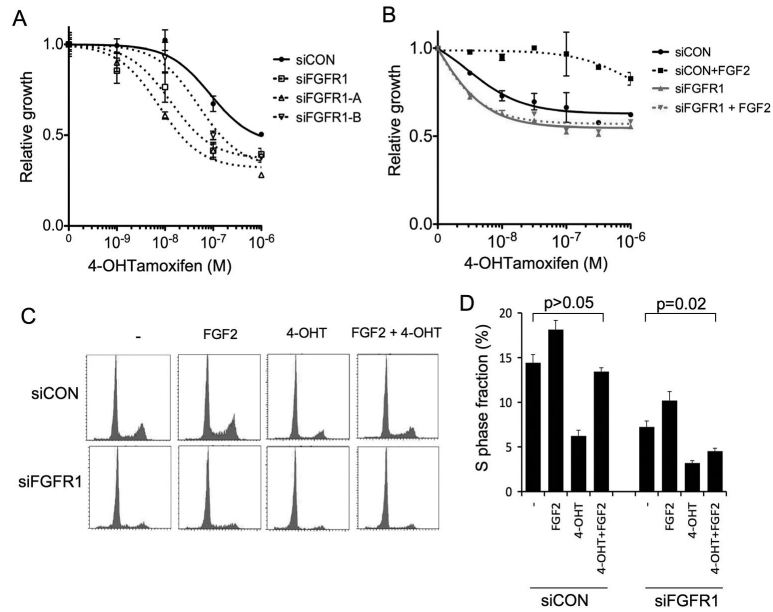 A
Relative growth
1.0
0.5
0.0
0
10-9
10-8
10-7
10-6
4-OHTamoxifen (M)
siCON
siFGFR1
siFGFR1-A
siFGFR1-B
B
Relative growth
1.0
0.5
0.0
0
10-8
10-7
10-6
4-OHTamoxifen (M)
siCON
siCON+FGF2
siFGFR1
siFGFR1 + FGF2
C
-
FGF2
4-OHT
FGF2 + 4-OHT
siCON
siFGFR1
D
p>0.05
p=0.02
S phase fraction (%)
20
15
10
5
0
-
FGF2
4-OHT
4-OHT+FGF2
-
FGF2
4-OHT
4-OHT+FGF2
siCON
siFGFR1